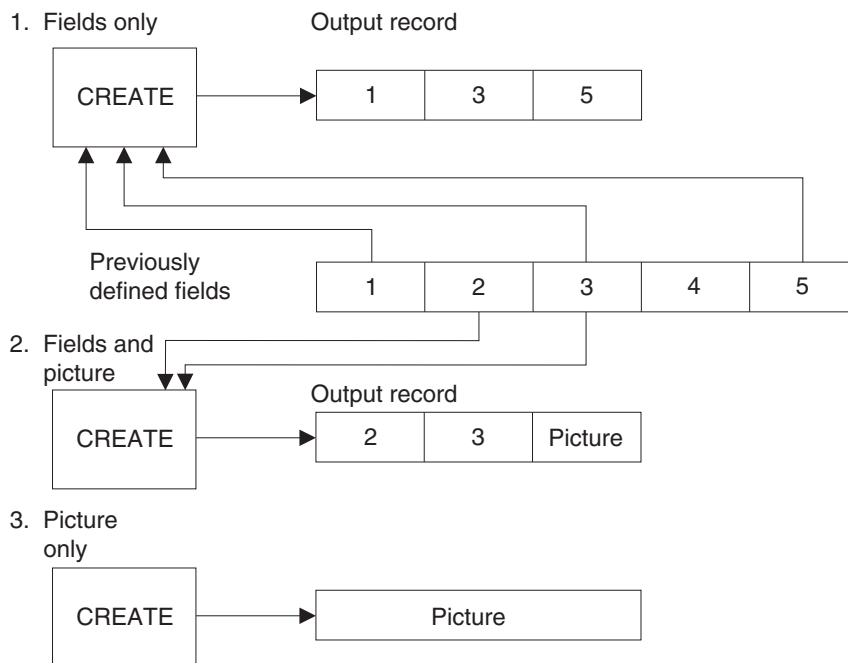 1. Fields only
Output record
CREATE
1 3 5
Previously
defined fields
1 2 3 4 5
2. Fields and
picture
Output record
CREATE
2 3 Picture
3. Picture
only
CREATE
Picture